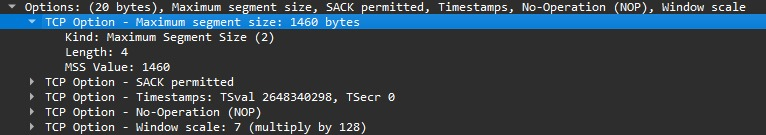 Options: (20 bytes), Maximum segment size, SACK permitted, Timestamps, No-Operation (NOP), Window scale
TCP Option - Maximum segment size: 1460 bytes
Kind: Maximum Segment Size (2)
Length: 4
MSS Value: 1460
TCP Option - SACK permitted
TCP Option - Timestamps: TSval 2648340298, TSecr 0
TCP Option - No-Operation (NOP)
TCP Option - Window scale: 7 (multiply by 128)